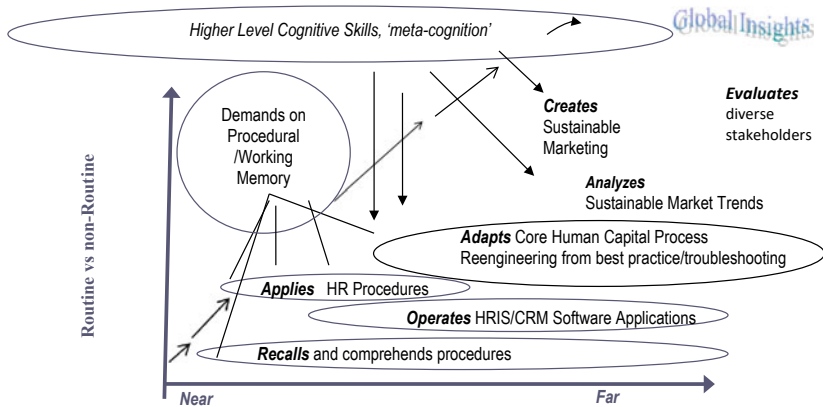 Higher Level Cognitive Skills, ‘meta-cognition’
Global Insights
Demands on
Procedural
/Working
Memory
Creates
Sustainable
Marketing
Evaluates
diverse
stakeholders
Analyzes
Sustainable Market Trends
Adapts Core Human Capital Process
Reengineering from best practice/troubleshooting
Applies HR Procedures
Operates HRIS/CRM Software Applications
Recalls and comprehends procedures
Routine vs non-Routine
Near
Far